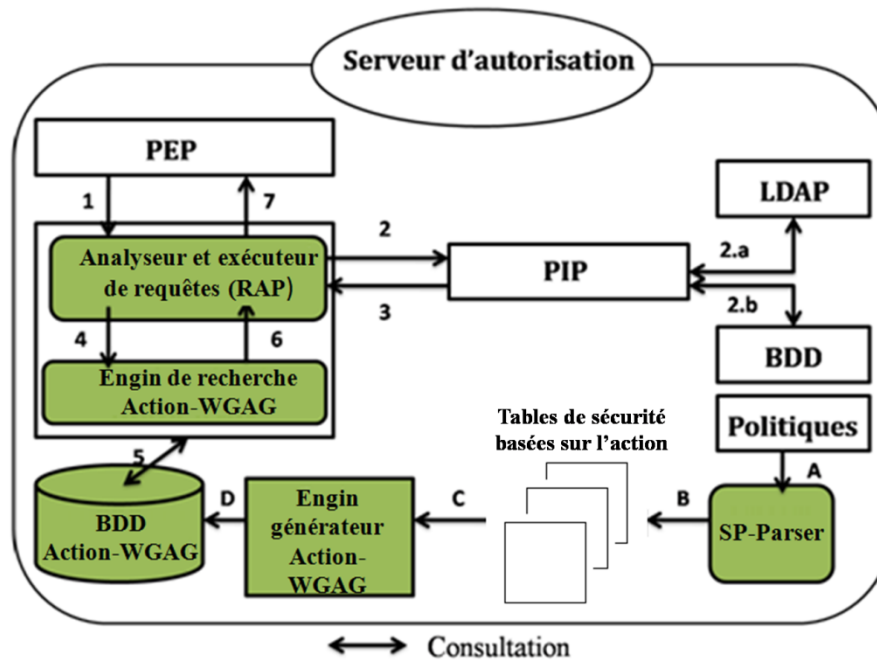 Serveur d'autorisation
PEP
1
7
LDAP
Analyseur et exécuteur
de requêtes (RAP)
2
3
PIP
2.a
2.b
4
6
BDD
Engin de recherche
Action-WGAG
Tables de sécurité
basées sur l'action
Politiques
5
A
BDD
Action-WGAG
D
Engin
générateur
Action-
WGAG
C
B
SP-Parser
Consultation